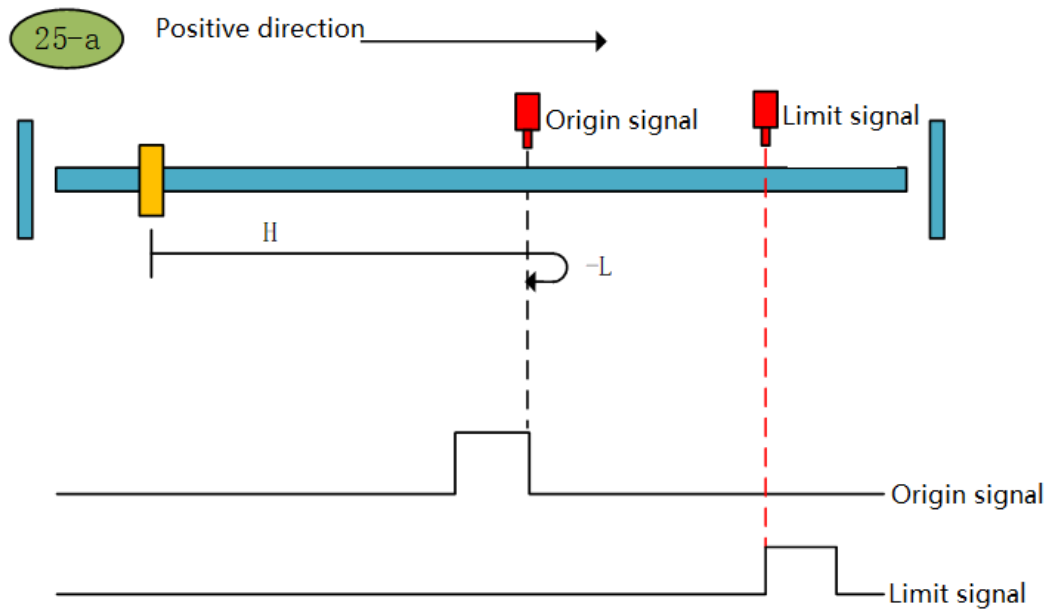 25-a
Positive direction
Origin signal
Limit signal
H
-L
Origin signal
Limit signal